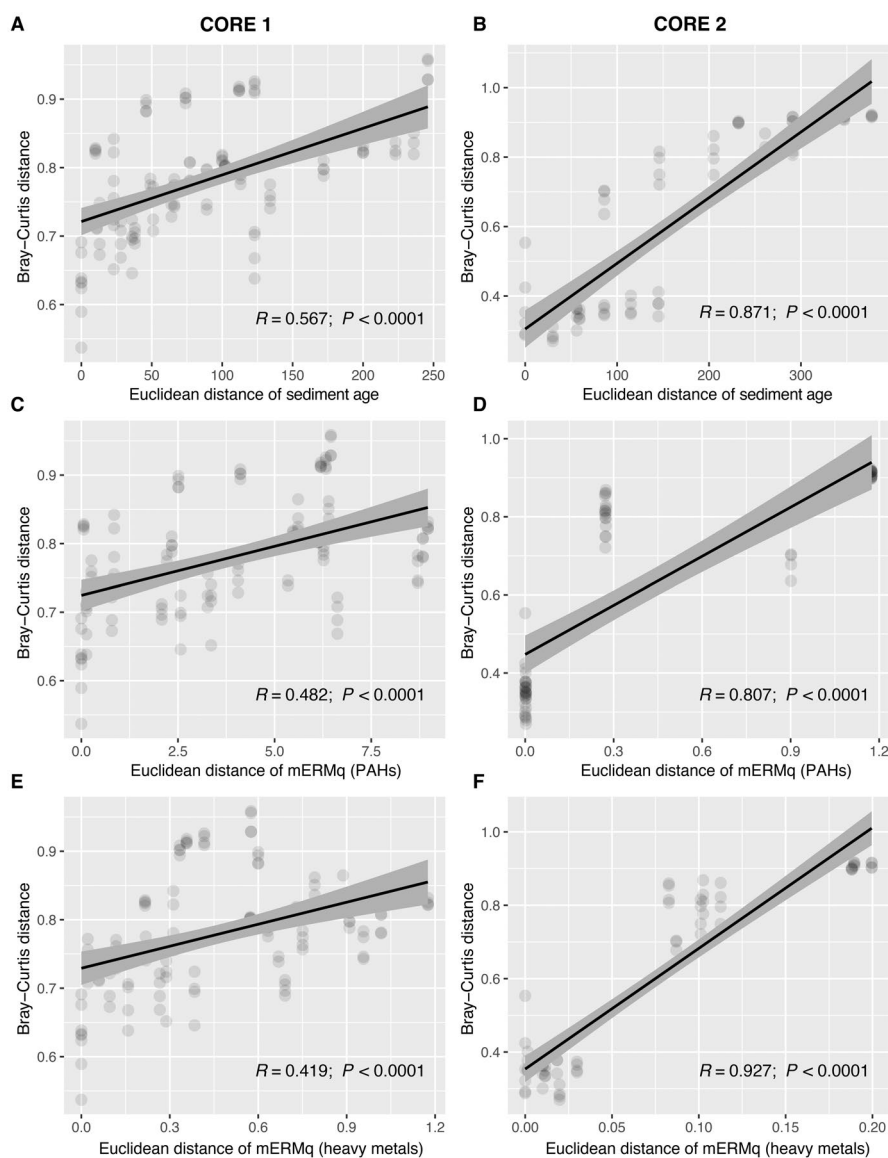 A CORE 1
B CORE 2
Bray−Curtis distance
0.9
0.8
0.7
0.6
R = 0.567; P < 0.0001
0 50 100 150 200 250
Euclidean distance of sediment age
Bray−Curtis distance
1.0
0.8
0.6
0.4
R = 0.871; P < 0.0001
0 100 200 300
Euclidean distance of sediment age
C
Bray−Curtis distance
0.9
0.8
0.7
0.6
R = 0.482; P < 0.0001
0.0 2.5 5.0 7.5
Euclidean distance of mERMq (PAHs)
D
Bray−Curtis distance
1.0
0.8
0.6
0.4
R = 0.807; P < 0.0001
0.0 0.3 0.6 0.9 1.2
Euclidean distance of mERMq (PAHs)
E
Bray−Curtis distance
0.9
0.8
0.7
0.6
R = 0.419; P < 0.0001
0.0 0.3 0.6 0.9 1.2
Euclidean distance of mERMq (heavy metals)
F
Bray−Curtis distance
1.0
0.8
0.6
0.4
R = 0.927; P < 0.0001
0.00 0.05 0.10 0.15 0.20
Euclidean distance of mERMq (heavy metals)